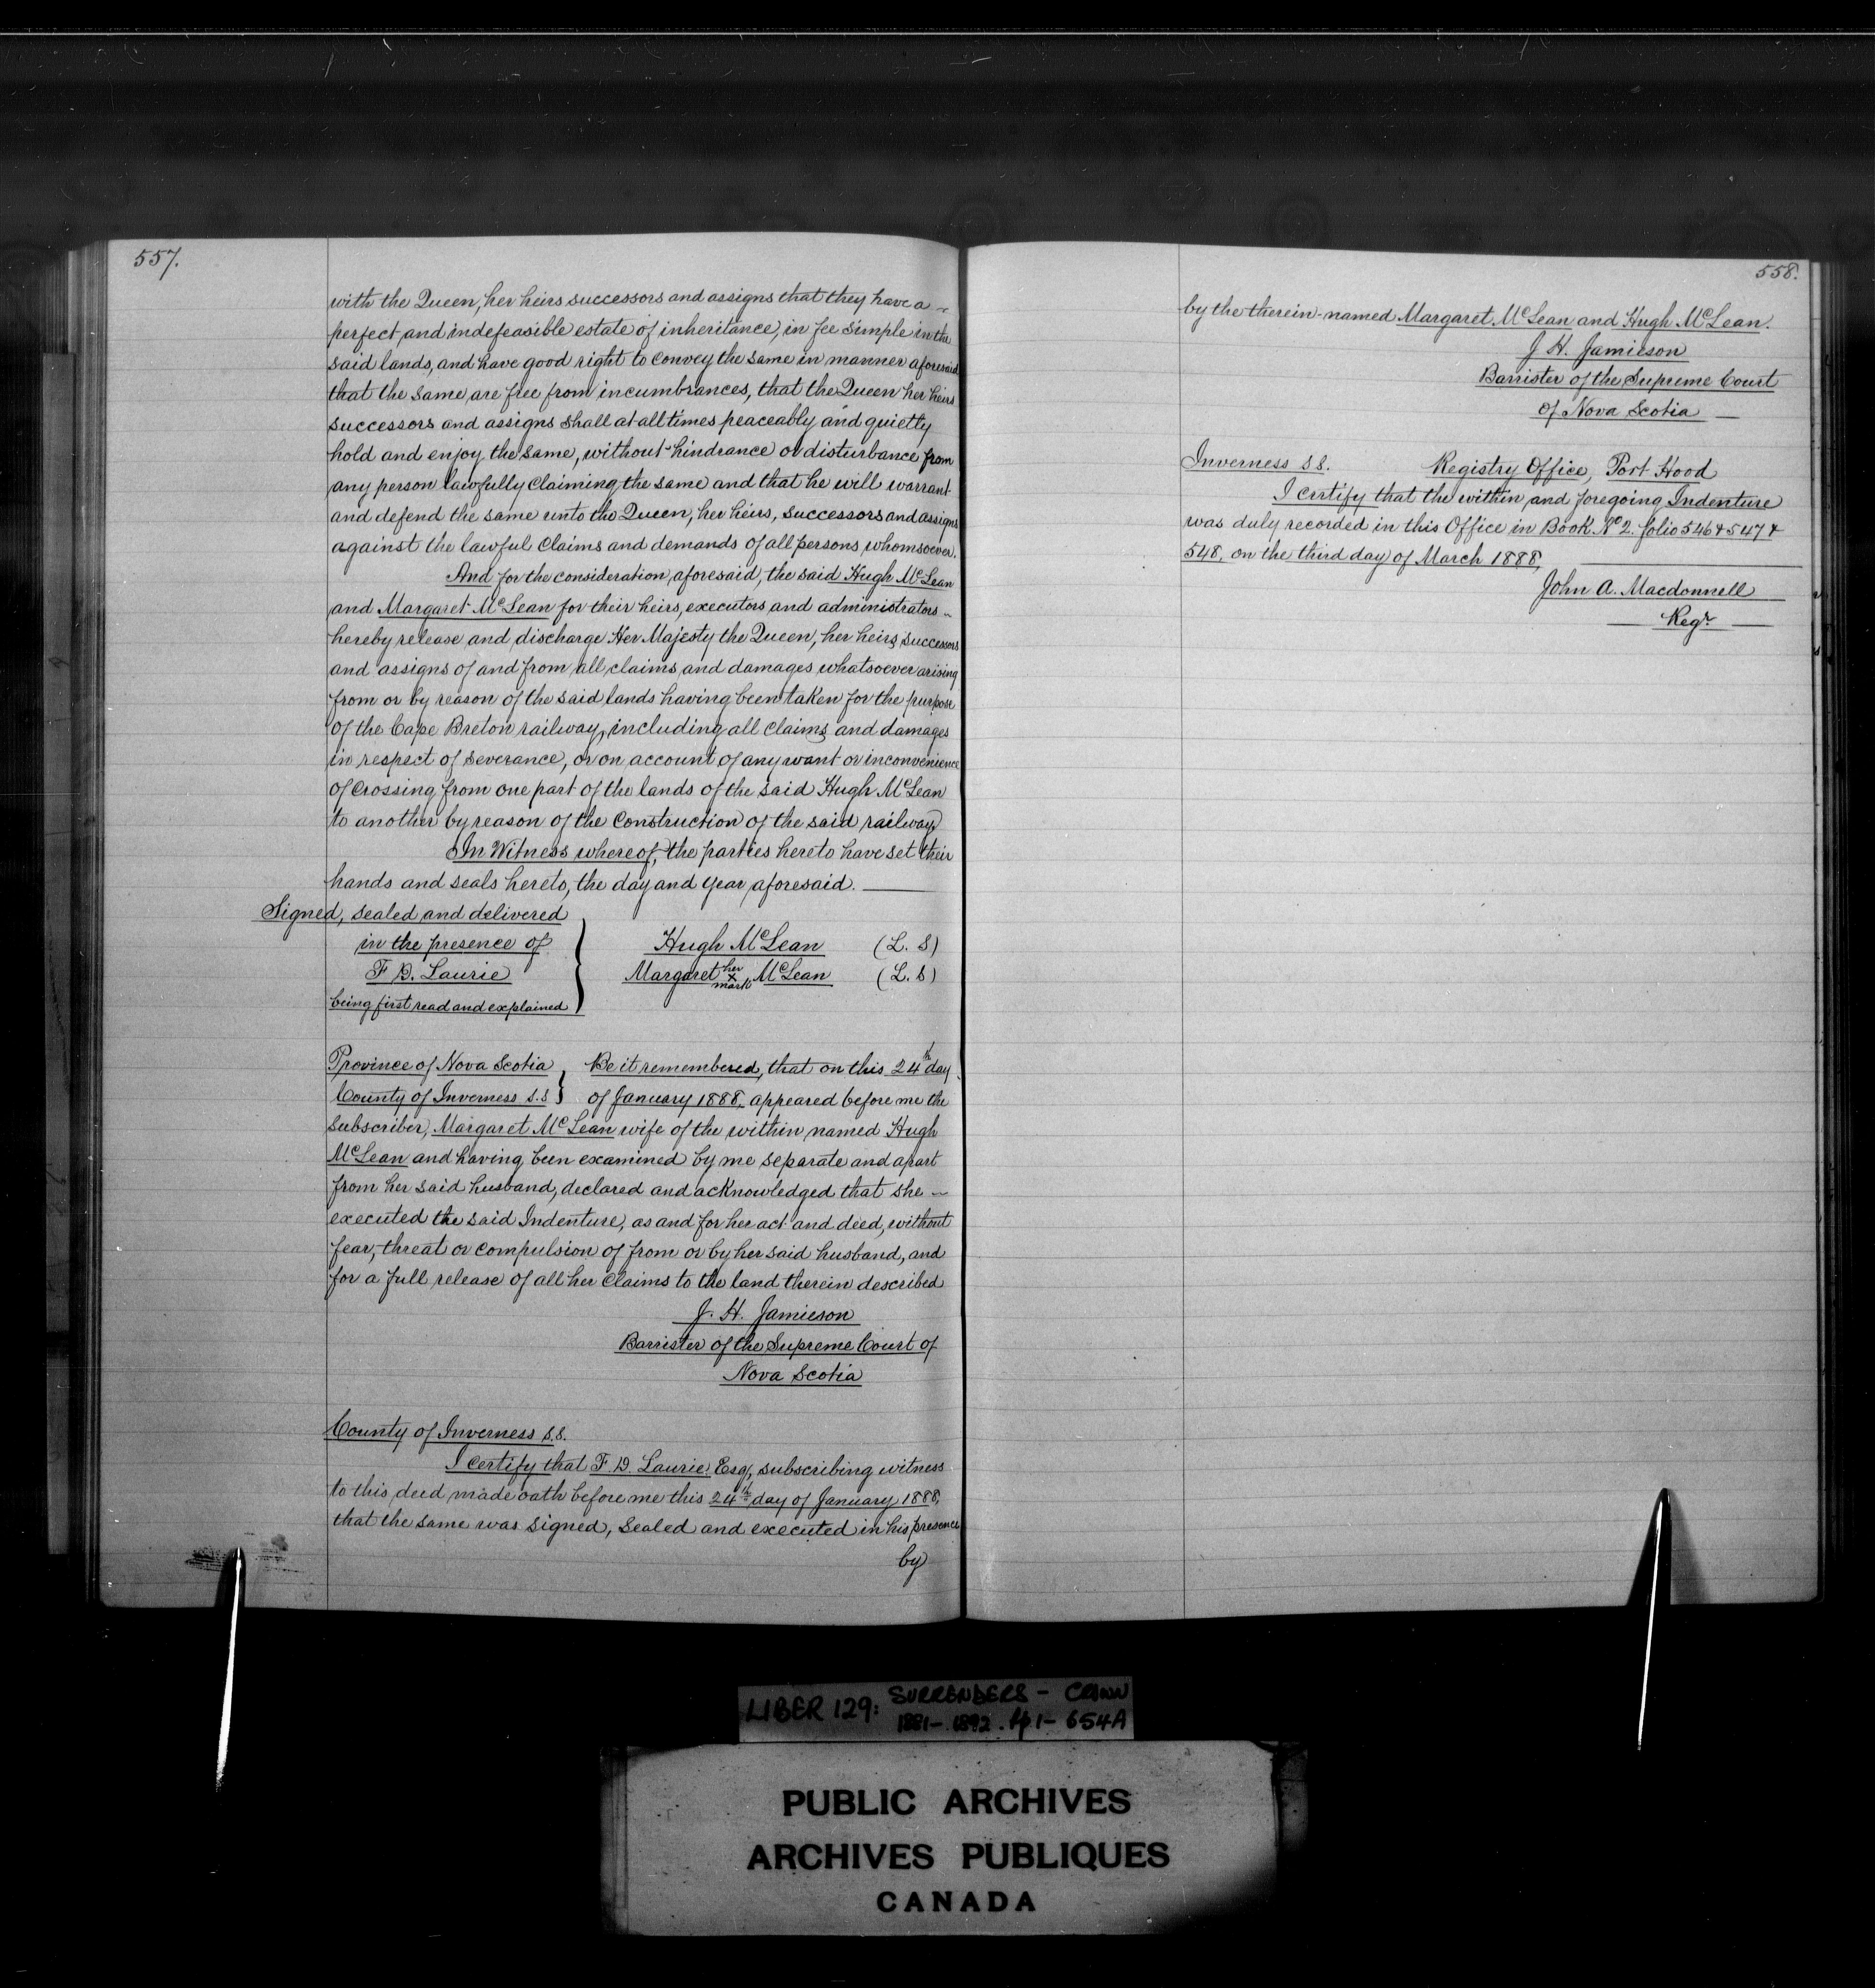 557.
with the Queen, her heirs successors and assigns that they have a
perfect and indefeasible estate of inheritance, in fee simple in the
said lands, and have good right to convey the same in manner aforesaid
that the same are free from incumbrances, that the Queen her heirs
successors and assigns shall at all times peaceably and quietly
hold and enjoy the same, without hindrance or disturbance from
any person lawfully claiming the same and that he will warrant
and defend the same unto the Queen, her heirs, successors and assigns
against the lawful claims and demands of all persons whomsoever.
And for the consideration aforesaid, the said Hugh McLean
and Margaret McLean for their heirs, executors and administrators
hereby release and discharge Her Majesty the Queen, her heirs successors
and assigns of and from all claims and damages whatsoever arising
from or by reason of the said lands having been taken for the purpose
of the Cape Breton railway, including all claims and damages
in respect of severance, or on account of any want or inconvenience
of crossing from one part of the lands of the said Hugh McLean
to another by reason of the construction of the said railway
In Witness whereof, the parties hereto have set their
hands and seals hereto, the day and year aforesaid.
Signed, sealed and delivered
in the presence of
F D. Laurie
being first read and explained
Hugh McLean (L. S)
Margaret her x mark McLean (L. S)
Province of Nova Scotia
County of Inverness S.S
Be it remembered, that on this 24th day
of January 1888, appeared before me the
subscriber, Margaret McLean wife of the within named Hugh
McLean and having been examined by me separate and apart
from her said husband, declared and acknowledged that she
executed the said Indenture, as and for her act and deed, without
fear, threat or compulsion of from or by her said husband, and
for a full release of all her claims to the land therein described
J. H. Jamieson
Barrister of the Supreme Court of
Nova Scotia
County of Inverness S.S.
I certify that F. D. Laurie, Esq, subscribing witness
to this deed made oath before me this 24th day of January 1888,
that the same was signed, sealed and executed in his presence
by
558.
by the therein-named Margaret McLean and Hugh McLean.
J H. Jamieson
Barrister of the Supreme Court
of Nova Scotia
Inverness SS. Registry Office, Port Hood
I certify that the within and foregoing Indenture
was duly recorded in this Office in Book No 2. folio 546 & 547 &
548, on the third day of March 1888,
John A. Macdonnell
Regr
LIBER 129: SURRENDERS - CROWN
1881-1892. 41- 654A
PUBLIC ARCHIVES
ARCHIVES PUBLIQUES
CANADA